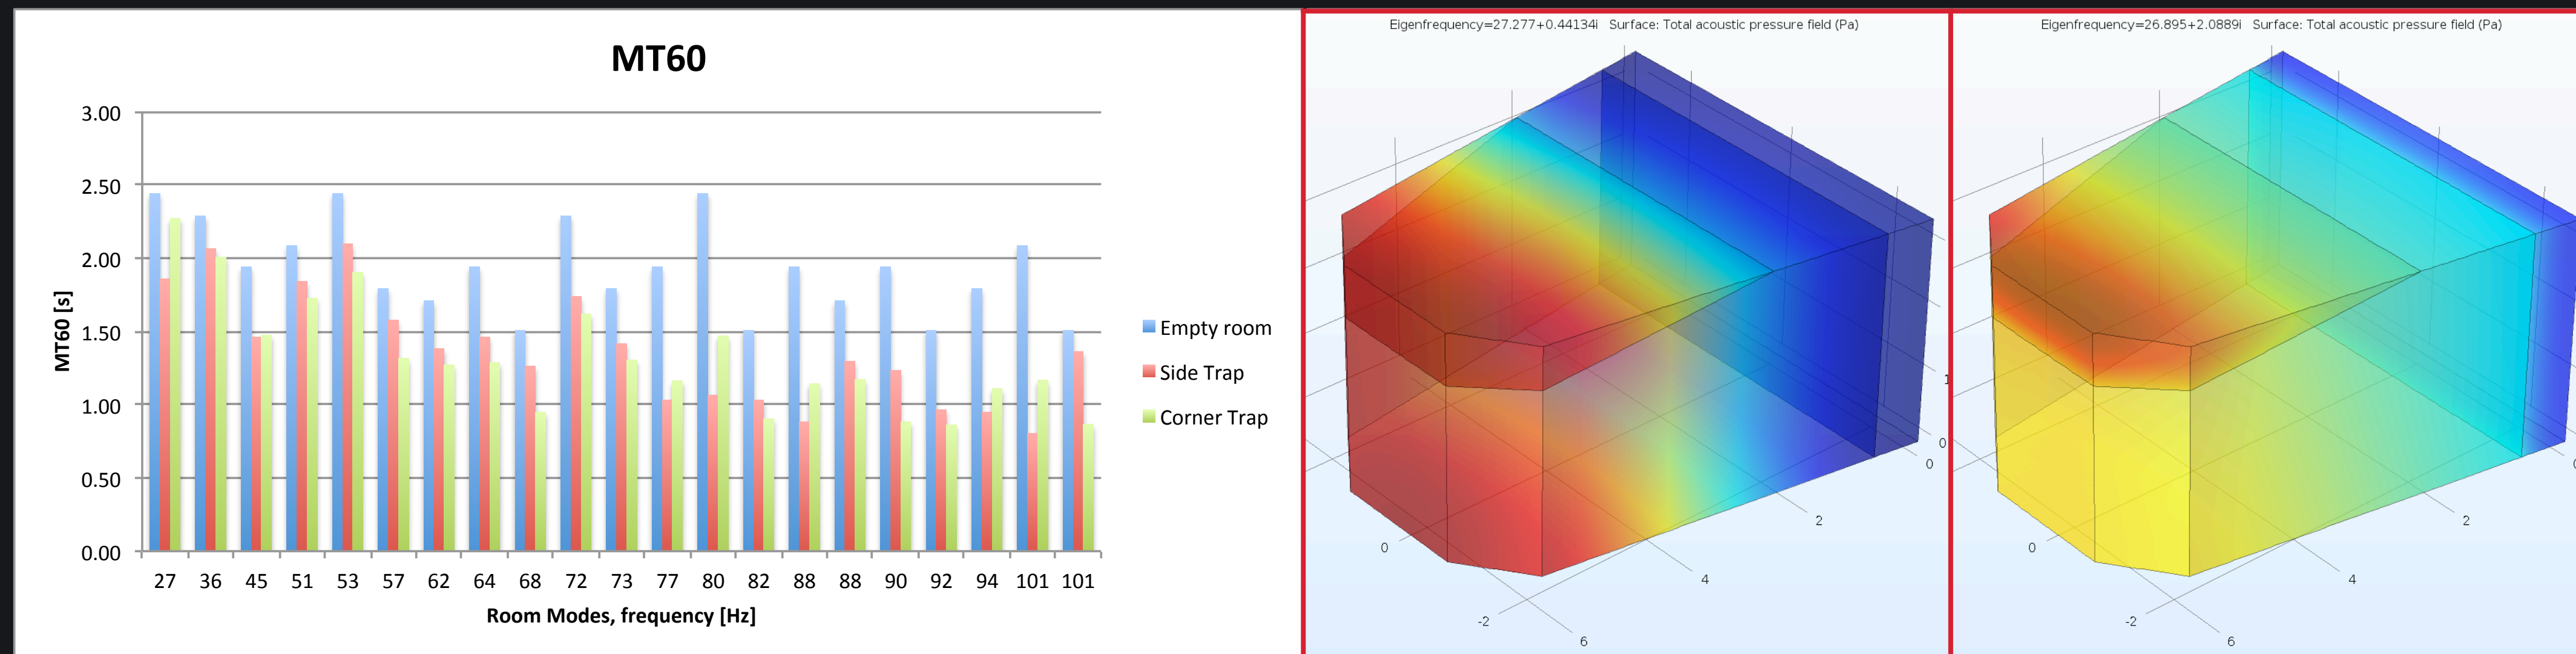 MT60
3.00
2.50
2.00
1.50
1.00
0.50
0.00
MT60 [s]
27 36 45 51 53 57 62 64 68 72 73 77 80 82 88 88 90 92 94 101 101
Room Modes, frequency [Hz]
Empty room
Side Trap
Corner Trap
Eigenfrequency=27.277+0.44134i Surface: Total acoustic pressure field (Pa)
0
0
2
0
4
-2
6
Eigenfrequency=26.895+2.0889i Surface: Total acoustic pressure field (Pa)
2
0
4
-2
6